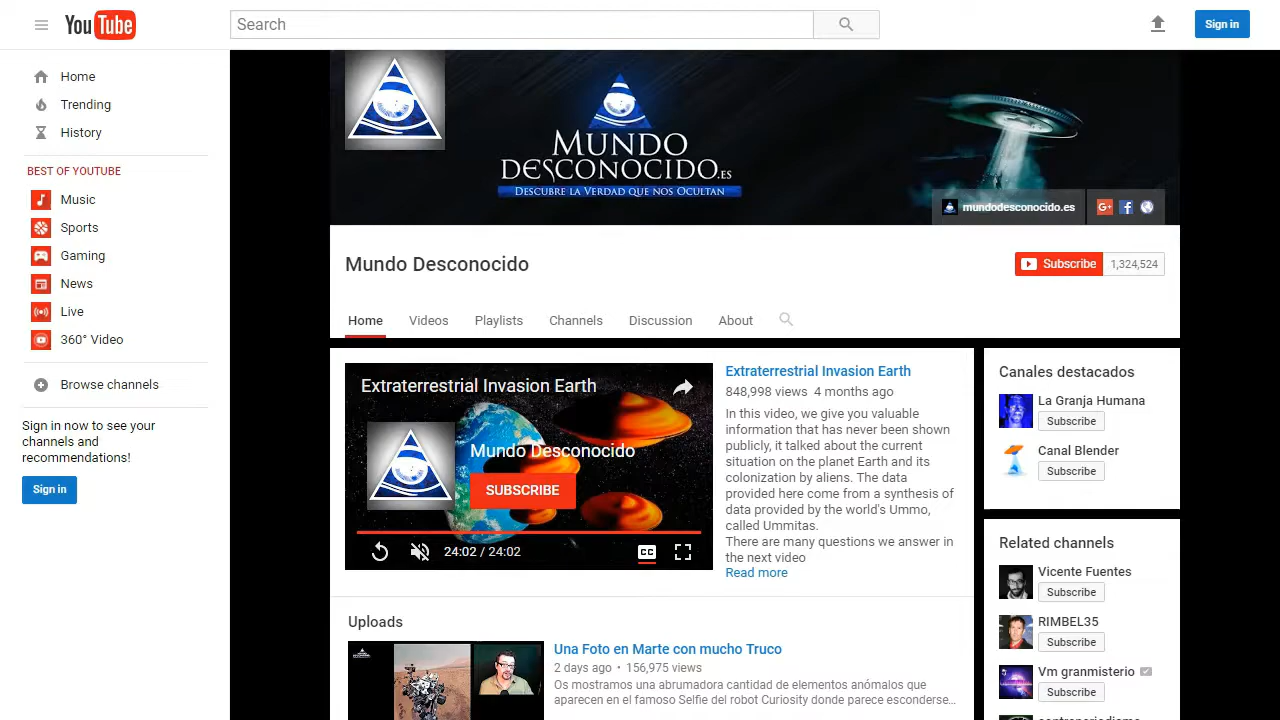 YouTube
Search
Sign in
Home
Trending
History
BEST OF YOUTUBE
Music
Sports
Gaming
News
Live
360° Video
Browse channels
Sign in now to see your
channels and
recommendations!
Sign in
MUNDO
DESCONOCIDO.ES
DESCUBRE LA VERDAD QUE NOS OCULTAN
mundodesconocido.es
G+
Mundo Desconocido
Subscribe 1,324,524
Home Videos Playlists Channels Discussion About
Extraterrestrial Invasion Earth
Mundo Desconocido
SUBSCRIBE
24:02 / 24:02
CC
Extraterrestrial Invasion Earth
848,998 views 4 months ago
In this video, we give you valuable
information that has never been shown
publicly, it talked about the current
situation on the planet Earth and its
colonization by aliens. The data
provided here come from a synthesis of
data provided by the world's Ummo,
called Ummitas.
There are many questions we answer in
the next video
Read more
Uploads
Una Foto en Marte con mucho Truco
2 days ago • 156,975 views
Os mostramos una abrumadora cantidad de elementos anómalos que
aparecen en el famoso Selfie del robot Curiosity donde parece esconderse...
Canales destacados
La Granja Humana
Subscribe
Canal Blender
Subscribe
Related channels
Vicente Fuentes
Subscribe
RIMBEL35
Subscribe
Vm granmisterio
Subscribe